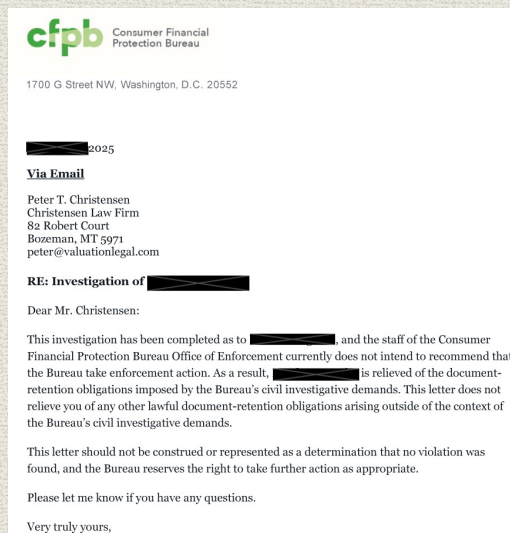 cfpb Consumer Financial
Protection Bureau
1700 G Street NW, Washington, D.C. 20552
2025
Via Email
Peter T. Christensen
Christensen Law Firm
82 Robert Court
Bozeman, MT 5971
peter@valuationlegal.com
RE: Investigation of
Dear Mr. Christensen:
This investigation has been completed as to , and the staff of the Consumer
Financial Protection Bureau Office of Enforcement currently does not intend to recommend that
the Bureau take enforcement action. As a result, is relieved of the document-
retention obligations imposed by the Bureau’s civil investigative demands. This letter does not
relieve you of any other lawful document-retention obligations arising outside of the context of
the Bureau’s civil investigative demands.
This letter should not be construed or represented as a determination that no violation was
found, and the Bureau reserves the right to take further action as appropriate.
Please let me know if you have any questions.
Very truly yours,